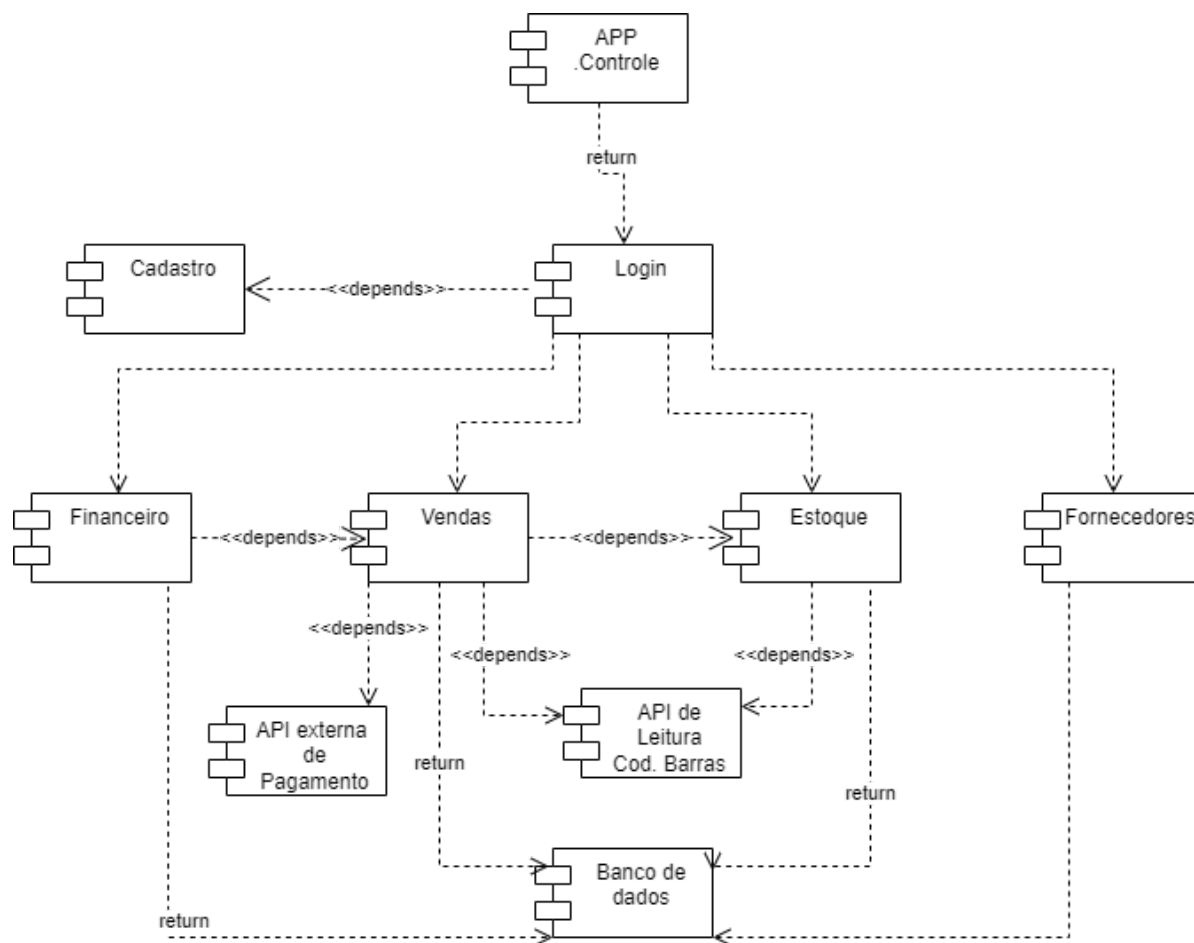 APP
.Controle
return
Cadastro
<<depends>>
Login
Financeiro
<<depends>>
Vendas
<<depends>>
Estoque
Fornecedores
<<depends>>
<<depends>>
<<depends>>
API externa
de
Pagamento
API de
Leitura
Cod. Barras
return
return
Banco de
dados
return